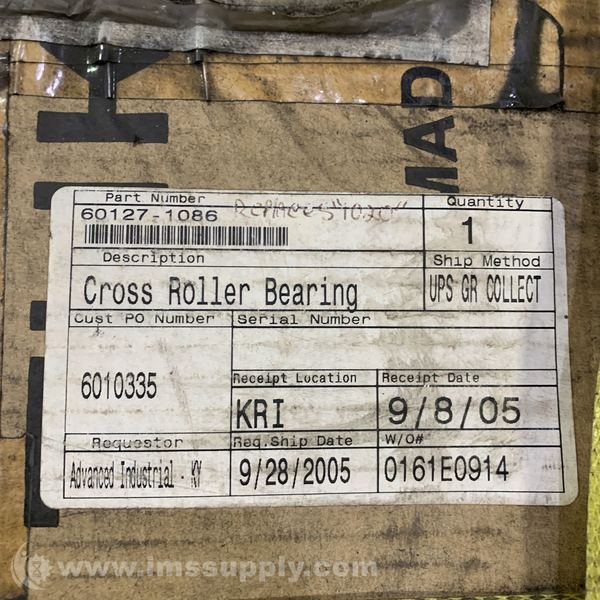 MAD
Part Number
60127-1086
Quantity
1
Description
Cross Roller Bearing
Ship Method
UPS GR COLLECT
Cust PO Number
6010335
Serial Number
Receipt Location
KRI
Receipt Date
9/8/05
Requestor
Advanced Industrial - KY
Req.Ship Date
9/28/2005
W/O#
0161E0914
www.imssupply.com